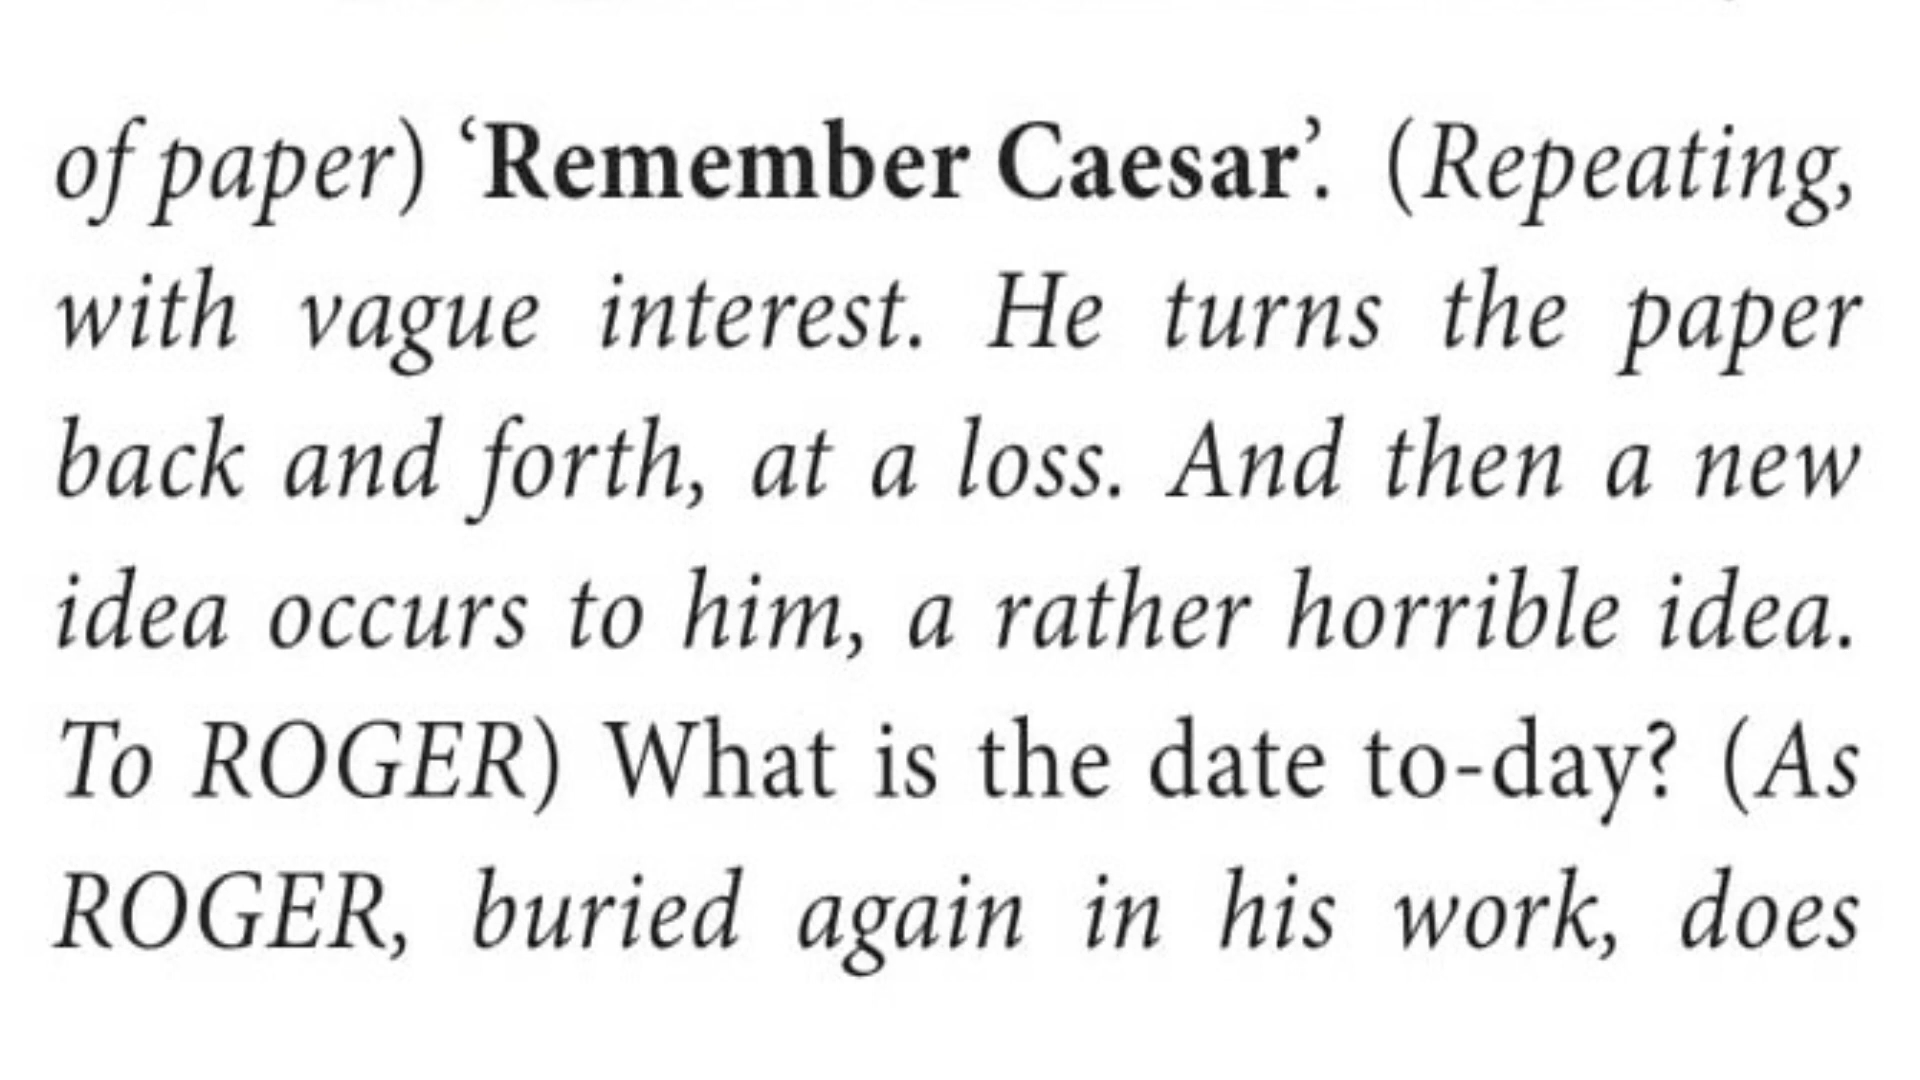 of paper) ‘Remember Caesar’. (Repeating,
with vague interest. He turns the paper
back and forth, at a loss. And then a new
idea occurs to him, a rather horrible idea.
To ROGER) What is the date to-day? (As
ROGER, buried again in his work, does